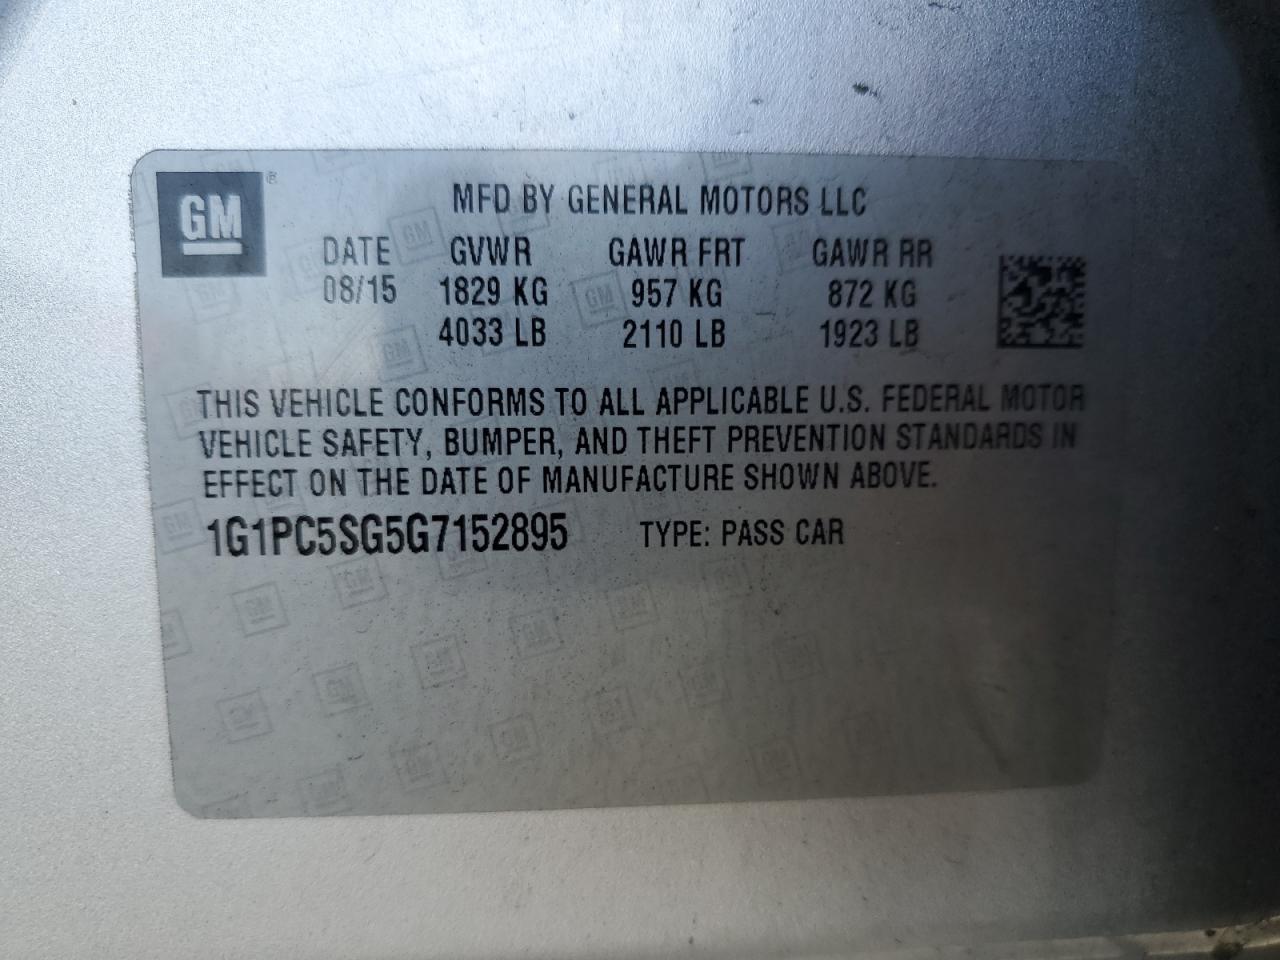 GM ®
MFD BY GENERAL MOTORS LLC
DATE GVWR GAWR FRT GAWR RR
08/15 1829 KG 957 KG 872 KG
4033 LB 2110 LB 1923 LB
THIS VEHICLE CONFORMS TO ALL APPLICABLE U.S. FEDERAL MOTOR
VEHICLE SAFETY, BUMPER, AND THEFT PREVENTION STANDARDS IN
EFFECT ON THE DATE OF MANUFACTURE SHOWN ABOVE.
1G1PC5SG5G7152895 TYPE: PASS CAR